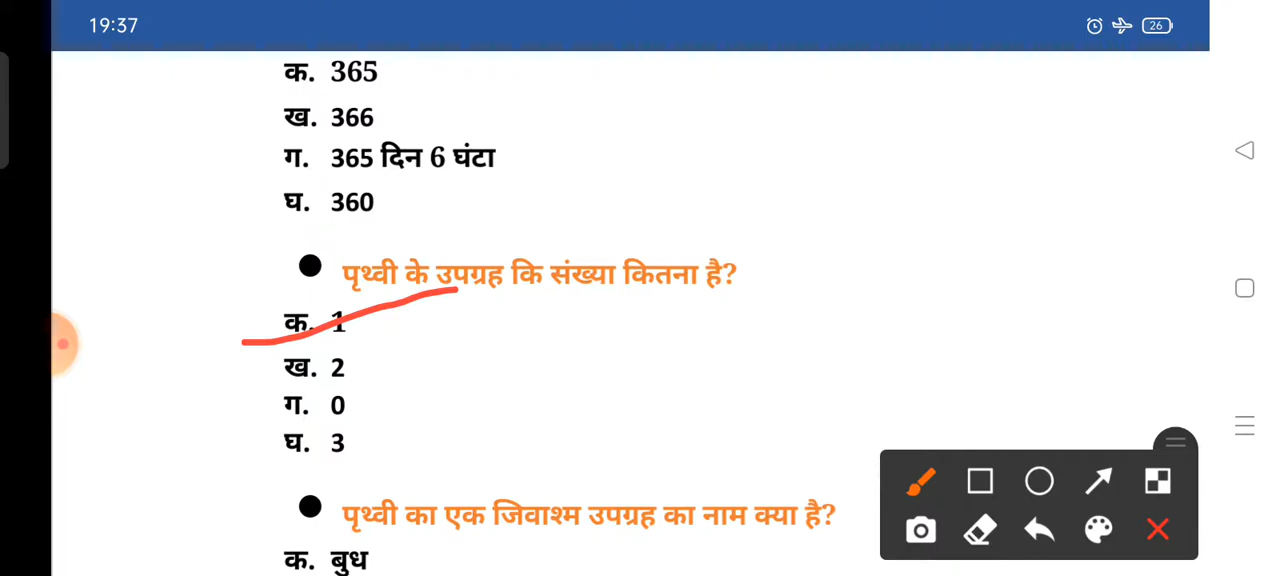 19:37
26
क. 365
ख. 366
ग. 365 दिन 6 घंटा
घ. 360
पृथ्वी के उपग्रह कि संख्या कितना है?
क. 1
ख. 2
ग. 0
घ. 3
पृथ्वी का एक जिवाश्म उपग्रह का नाम क्या है?
क. बुध